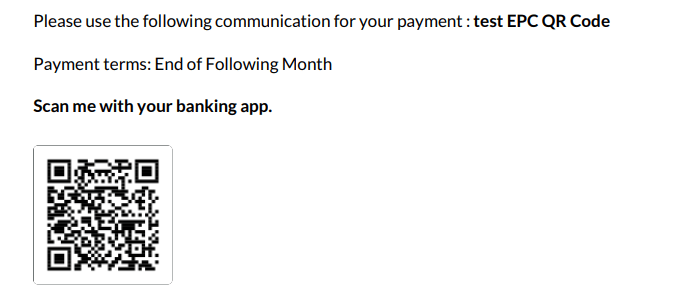 Please use the following communication for your payment : test EPC QR Code
Payment terms: End of Following Month
Scan me with your banking app.